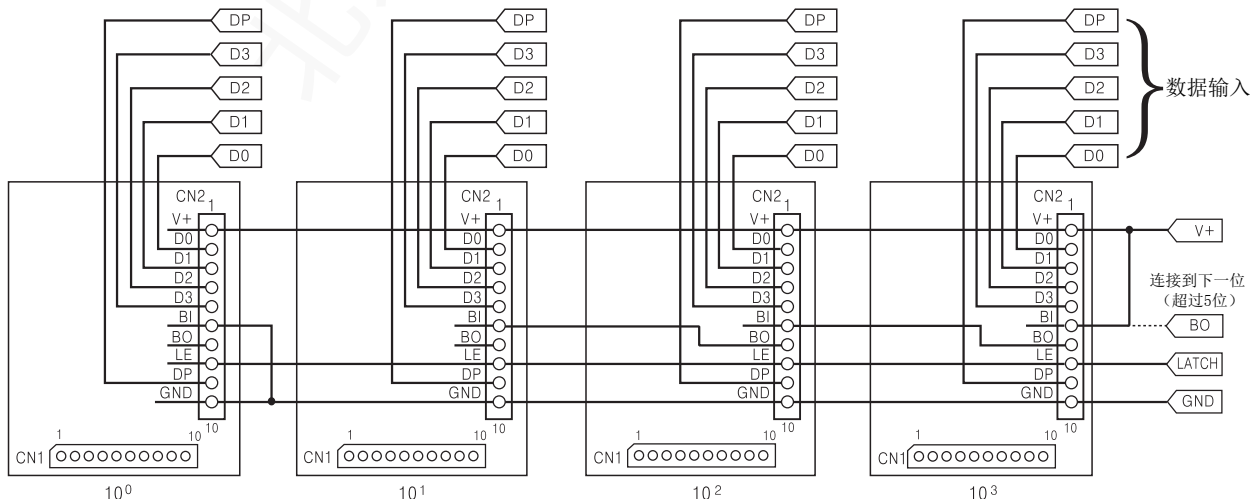 DP DP DP DP
D3 D3 D3 D3
D2 D2 D2 D2
数据输入
D1 D1 D1 D1
D0 D0 D0 D0
CN2 1 CN2 1 CN2 1 CN2 1
V+ V+ V+ V+ V+
D0 D0 D0 D0
D1 D1 D1 D1
D2 D2 D2 D2
连接到下一位
(超过5位)
D3 D3 D3 D3
BI BI BI BI BO
BO BO BO BO
LE LE LE LE LATCH
DP DP DP DP
GND GND GND GND GND
10 10 10 10
1 10 1 10 1 10 1 10
CN1 CN1 CN1 CN1
10⁰ 10¹ 10² 10³